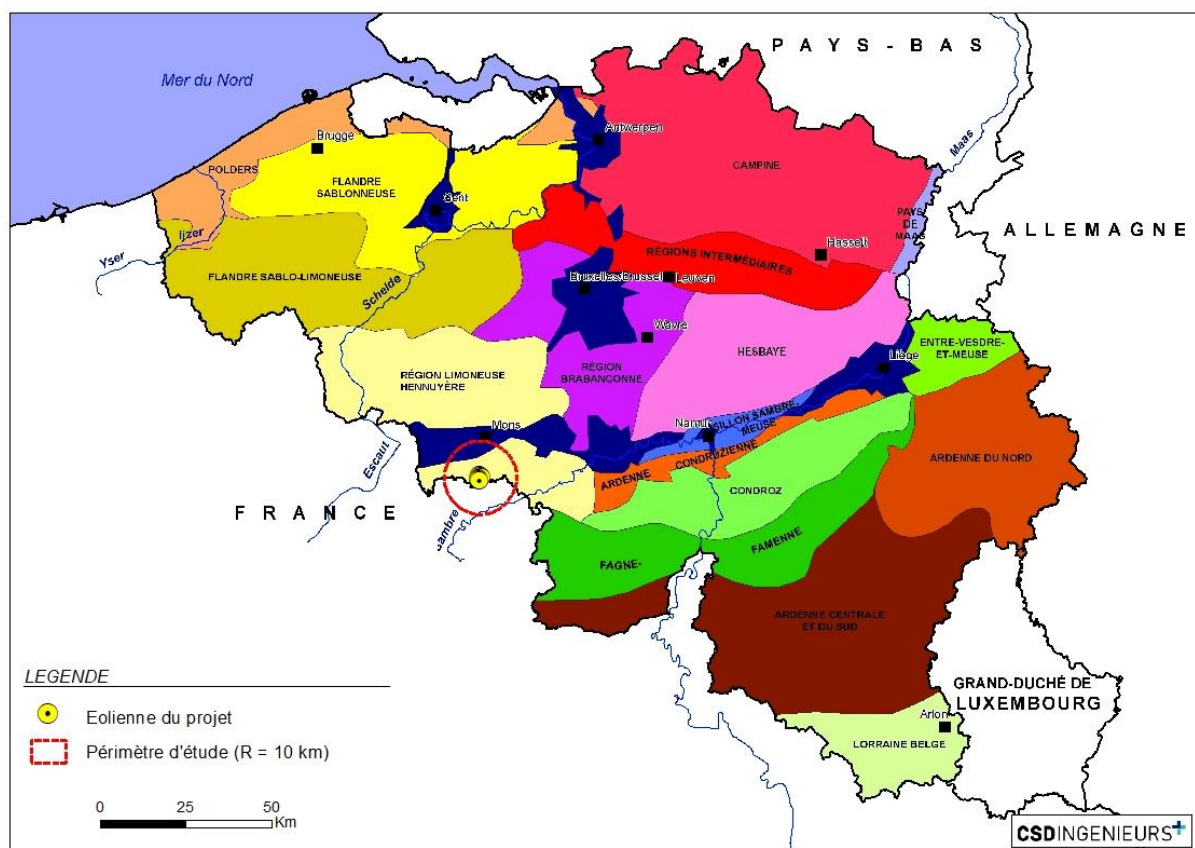 PAYS-BAS
Mer du Nord
Antwerpen
Brugge
Maas
POLDERS
CAMPINE
FLANDRE
SABLONNEUSE
Gent
PAYS
DE
MAAS
ALLEMAGNE
Ijzer
Yser
Hasselt
RÉGIONS INTERMÉDIAIRES
FLANDRE SABLO-LIMONEUSE
Schelde
Bruxelles/Brussel
Leuven
Wavre
ENTRE-VESDRE-
ET-MEUSE
HESBAYE
Liège
RÉGION LIMONEUSE
HENNUYÈRE
RÉGION
BRABANÇONNE
SILLON SAMBRE-
MEUSE
Mons
Namur
Escaut
ARDENNE
CONDRUZIENNE
ARDENNE DU NORD
CONDROZ
FRANCE
Sambre
FAMENNE
FAGNE-
ARDENNE CENTRALE
ET DU SUD
LEGENDE
Eolienne du projet
Périmètre d'étude (R = 10 km)
GRAND-DUCHÉ DE
LUXEMBOURG
Arlon
LORRAINE BELGE
0 25 50
Km
CSDINGENIEURS+